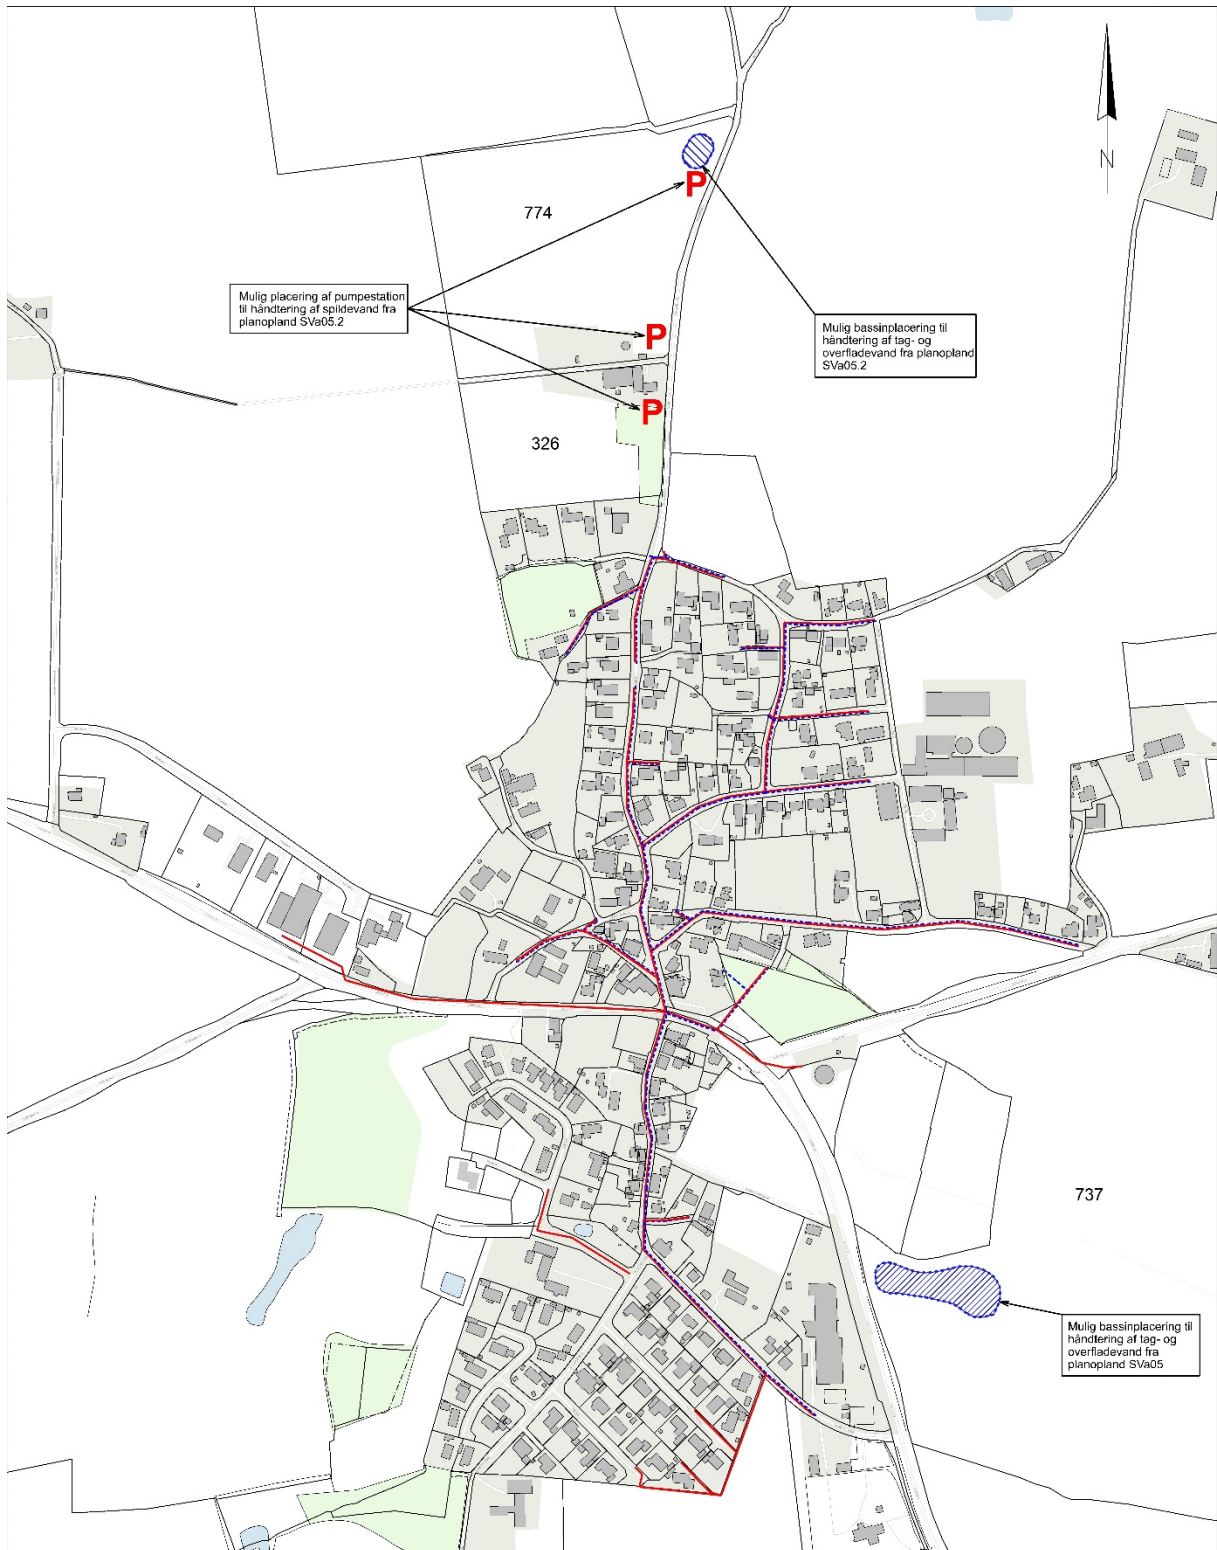 N
P
774
Mulig placering af pumpestation
til håndtering af spildevand fra
planopland SVa05.2
P
Mulig bassinplacering til
håndtering af tag- og
overfladevand fra planopland
SVa05.2
P
326
737
Mulig bassinplacering til
håndtering af tag- og
overfladevand fra
planopland SVa05